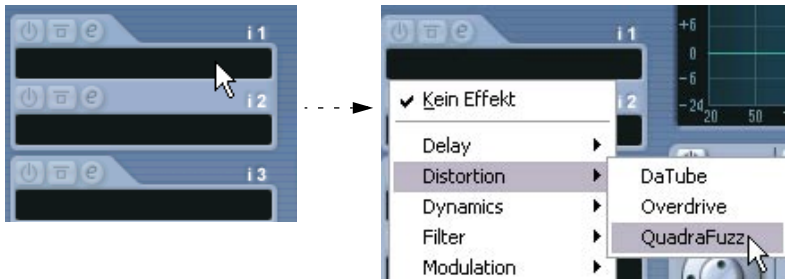 e i 1
e i 2
e i 3
e i 1
✓ Kein Effekt
i 2
Delay
Distortion
Dynamics
Filter
Modulation
DaTube
Overdrive
QuadraFuzz
+6
0
-6
-24
20 50